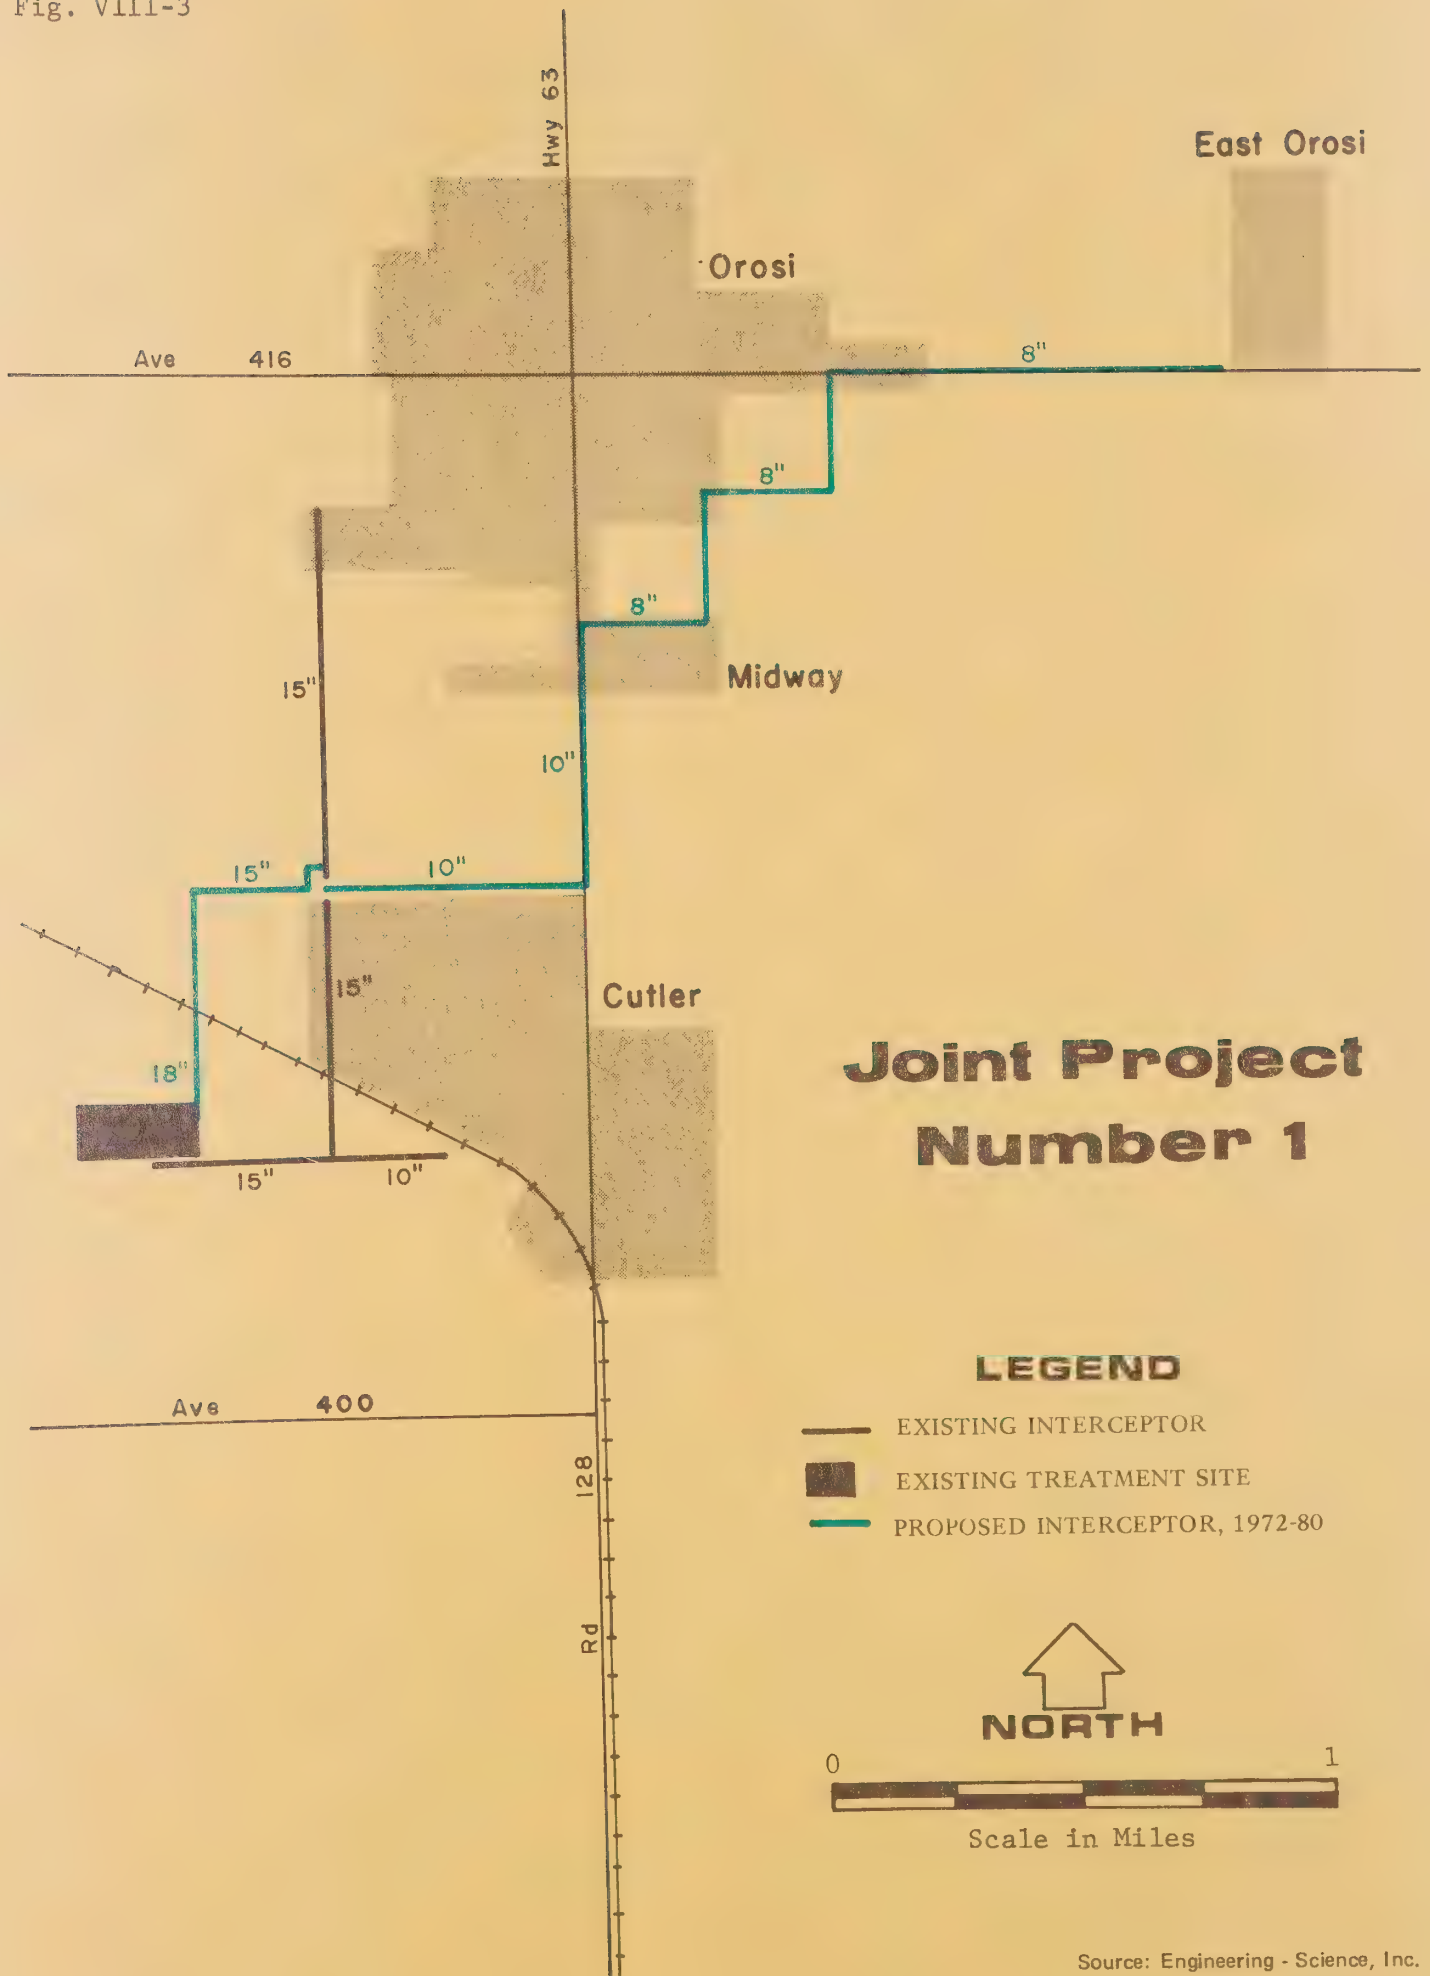 Fig. VIII-3
Hwy 63
East Orosi
Orosi
Ave 416
8"
8"
8"
Midway
15"
10"
15"
10"
15"
Cutler
18"
15"
10"
Joint Project
Number 1
Ave 400
128
Rd
LEGEND
EXISTING INTERCEPTOR
EXISTING TREATMENT SITE
PROPOSED INTERCEPTOR, 1972-80
NORTH
0 1
Scale in Miles
Source: Engineering - Science, Inc.